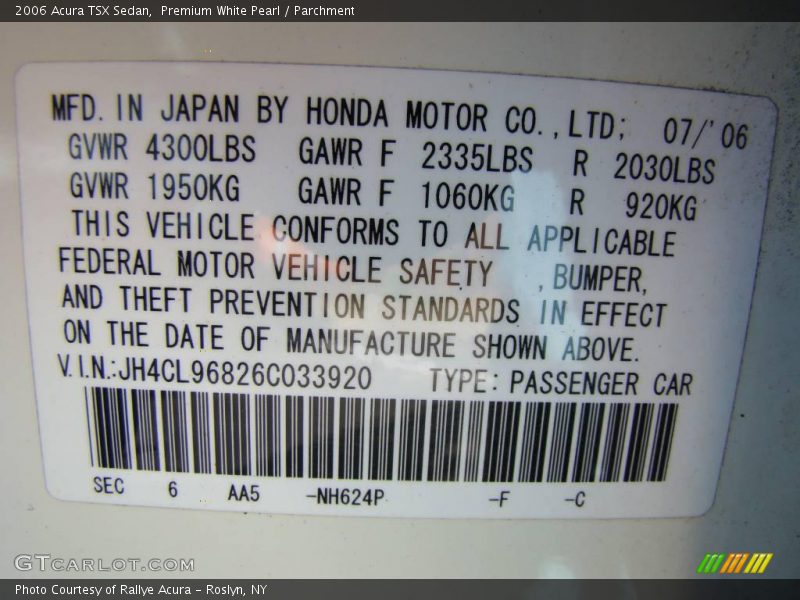 2006 Acura TSX Sedan,  Premium White Pearl / Parchment
MFD. IN JAPAN BY HONDA MOTOR CO., LTD; 07/'06
GVWR 4300LBS GAWR F 2335LBS R 2030LBS
GVWR 1950KG GAWR F 1060KG R 920KG
THIS VEHICLE CONFORMS TO ALL APPLICABLE
FEDERAL MOTOR VEHICLE SAFETY , BUMPER,
AND THEFT PREVENTION STANDARDS IN EFFECT
ON THE DATE OF MANUFACTURE SHOWN ABOVE.
V.I.N.:JH4CL96826C033920 TYPE: PASSENGER CAR
SEC 6 AA5 -NH624P -F -C
GTCARLOT.COM
Photo Courtesy of Rallye Acura - Roslyn, NY